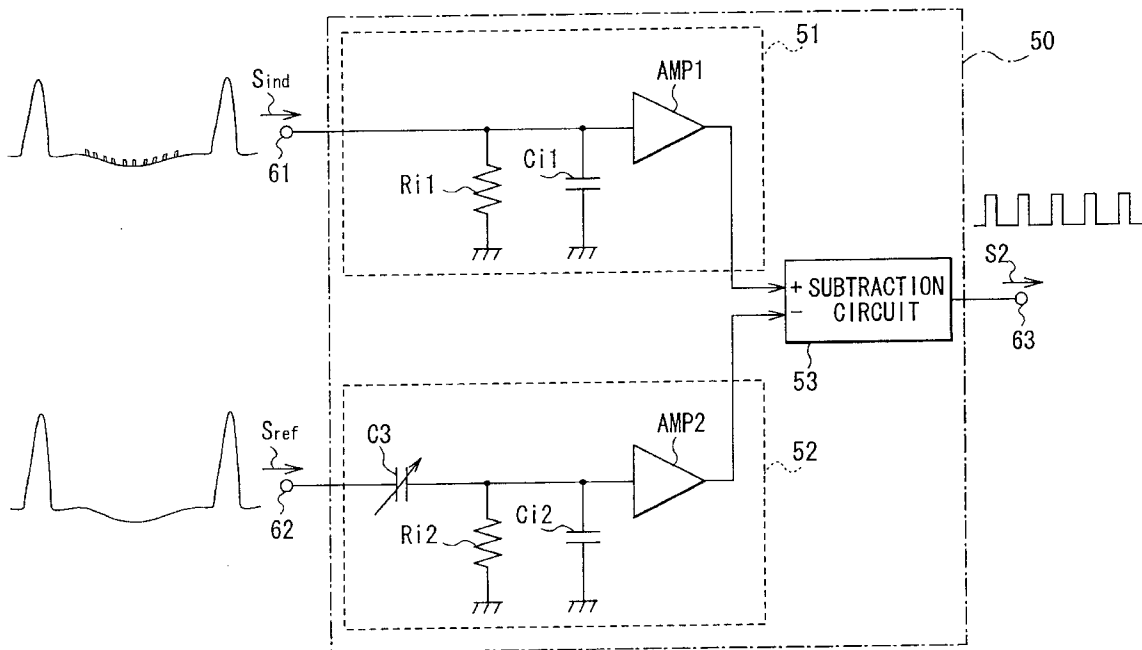 51
50
AMP1
Sind
61
Ri1
Ci1
S2
+ SUBTRACTION
- CIRCUIT
63
53
AMP2
52
Sref
C3
62
Ri2
Ci2